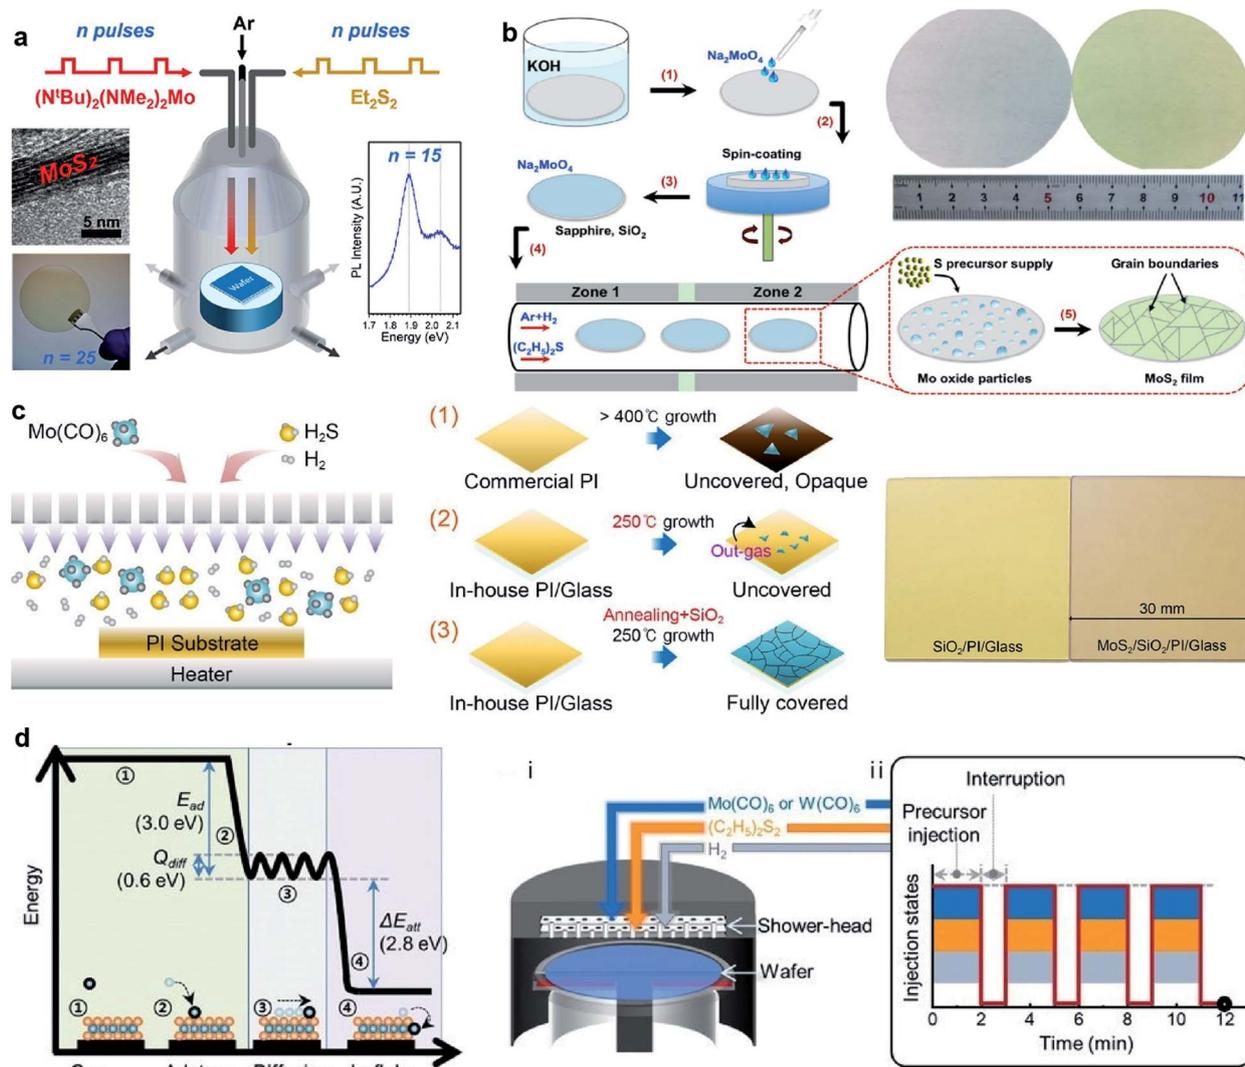 a
n pulses
Ar
n pulses
(NᵗBu)₂(NMe₂)₂Mo
Et₂S₂
MoS₂
5 nm
n = 25
Wafer
n = 15
PL Intensity (A.U.)
1.7 1.8 1.9 2.0 2.1
Energy (eV)
b
KOH
(1)
Na₂MoO₄
(2)
Spin-coating
(3)
Na₂MoO₄
Sapphire, SiO₂
(4)
Zone 1
Zone 2
Ar+H₂
(C₂H₅)₂S
1 2 3 4 5 6 7 8 9 10 11
S precursor supply
Grain boundaries
(5)
Mo oxide particles
MoS₂ film
c
Mo(CO)₆
H₂S
H₂
PI Substrate
Heater
(1)
> 400℃ growth
Commercial PI
Uncovered, Opaque
(2)
250℃ growth
Out-gas
In-house PI/Glass
Uncovered
(3)
Annealing+SiO₂
250℃ growth
In-house PI/Glass
Fully covered
30 mm
SiO₂/PI/Glass
MoS₂/SiO₂/PI/Glass
d
Energy
①
E_ad
(3.0 eV)
②
Q_diff
(0.6 eV)
③
ΔE_att
(2.8 eV)
④
① ② ③ ④
i
Mo(CO)₆ or W(CO)₆
(C₂H₅)₂S₂
H₂
Shower-head
Wafer
ii
Interruption
Precursor
injection
Injection states
0 2 4 6 8 10 12
Time (min)